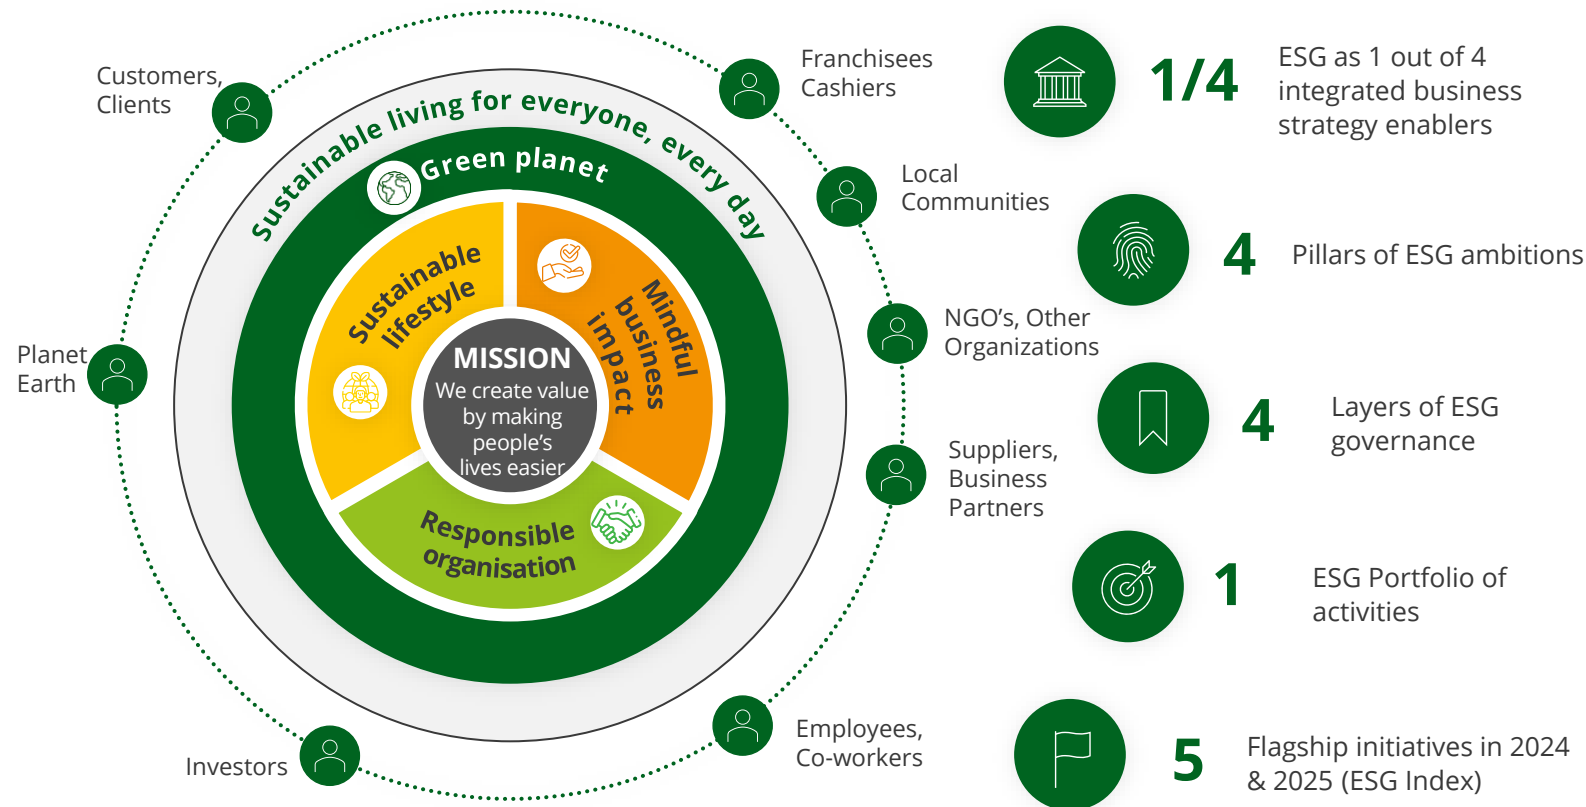 Customers,
Clients
Planet
Earth
Investors
Sustainable living for everyone, every day
Green planet
Sustainable
lifestyle
Mindful
business
impact
Responsible
organisation
MISSION
We create value
by making
people's
lives easier
Franchisees
Cashiers
Local
Communities
NGO's, Other
Organizations
Suppliers,
Business
Partners
Employees,
Co-workers
1/4
ESG as 1 out of 4
integrated business
strategy enablers
4
Pillars of ESG ambitions
4
Layers of ESG
governance
1
ESG Portfolio of
activities
5
Flagship initiatives in 2024
& 2025 (ESG Index)